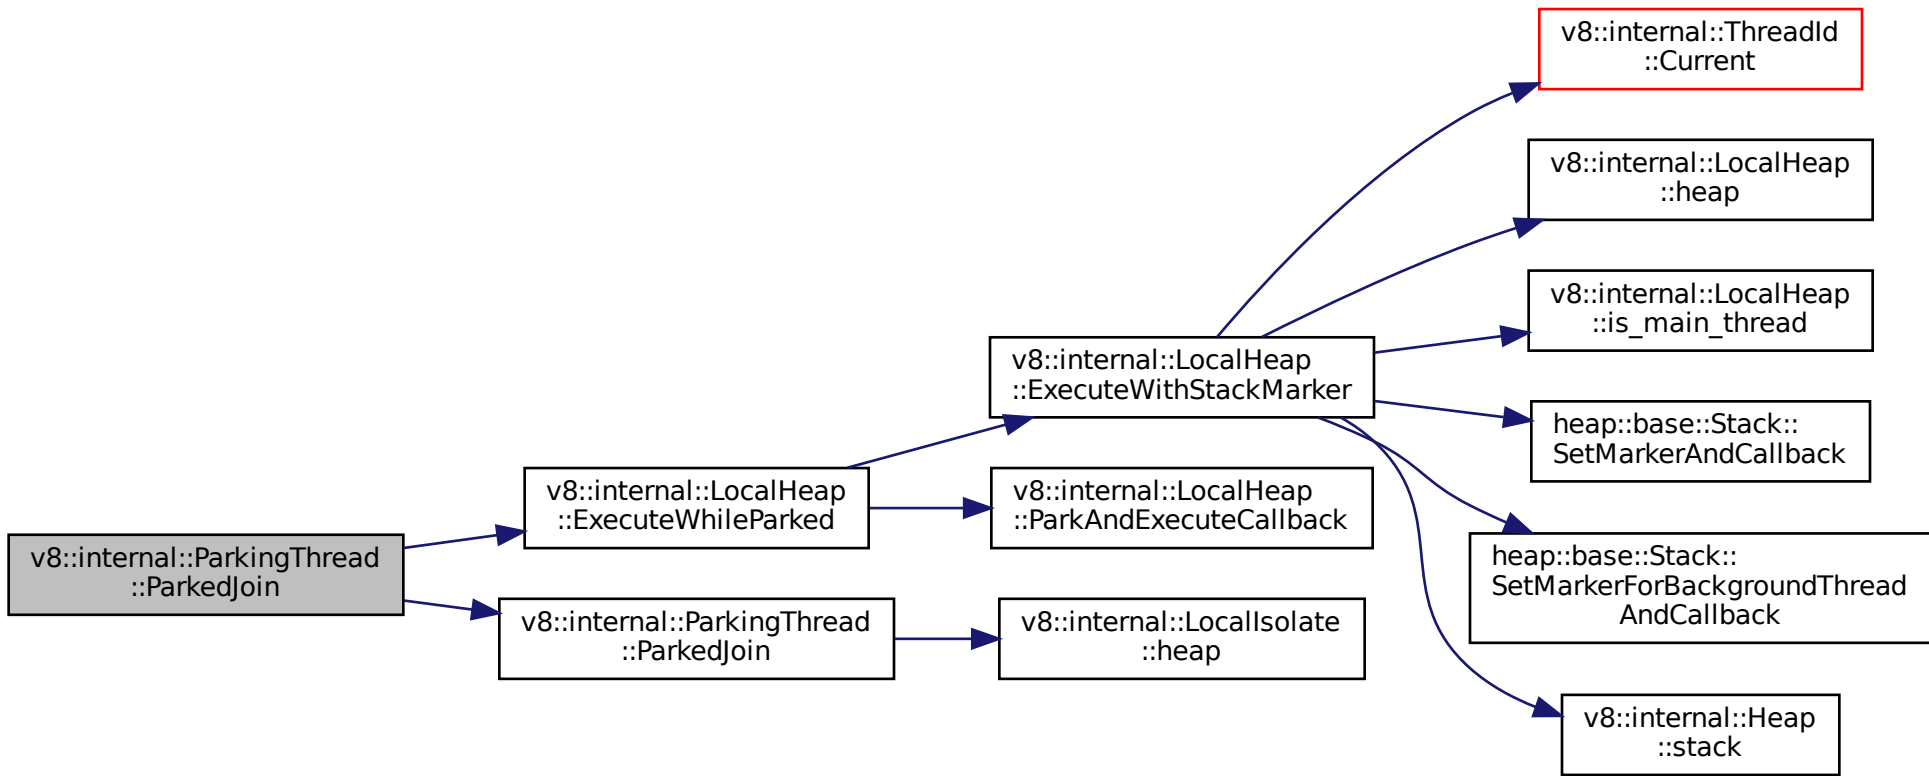 v8::internal::ThreadId
::Current
v8::internal::LocalHeap
::heap
v8::internal::LocalHeap
::is_main_thread
v8::internal::LocalHeap
::ExecuteWithStackMarker
heap::base::Stack::
SetMarkerAndCallback
v8::internal::LocalHeap
::ExecuteWhileParked
v8::internal::LocalHeap
::ParkAndExecuteCallback
v8::internal::ParkingThread
::ParkedJoin
heap::base::Stack::
SetMarkerForBackgroundThread
AndCallback
v8::internal::ParkingThread
::ParkedJoin
v8::internal::LocalIsolate
::heap
v8::internal::Heap
::stack